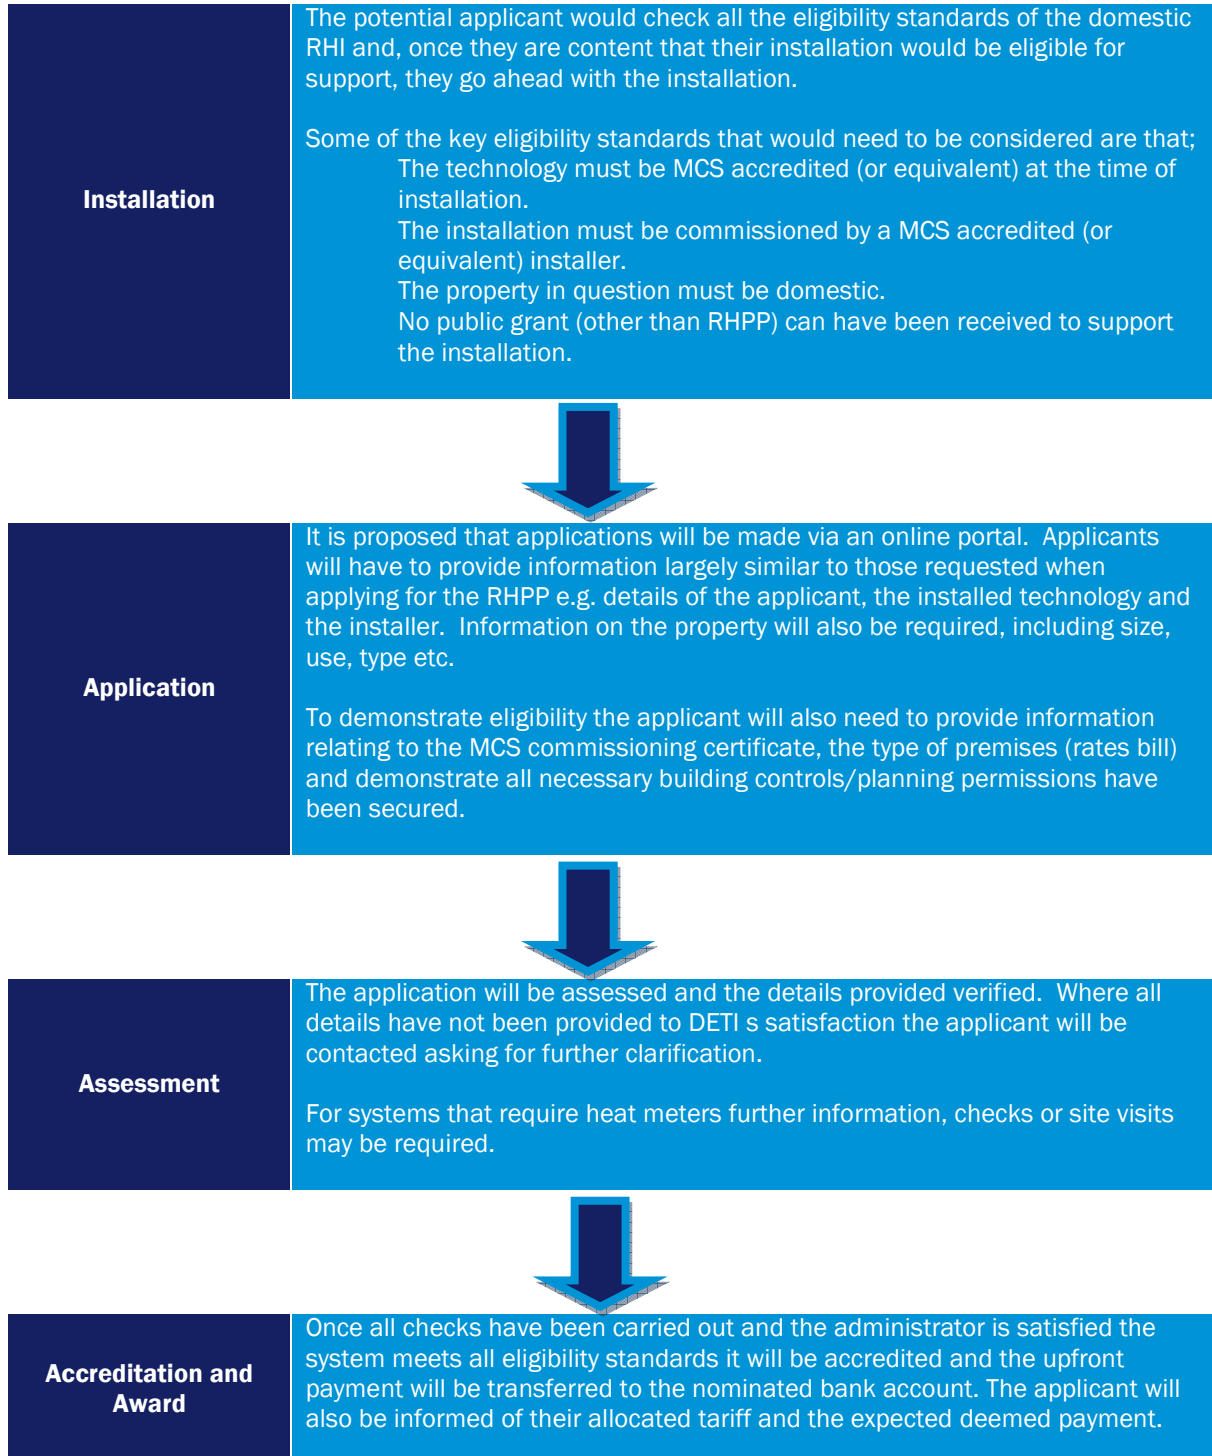 Installation
The potential applicant would check all the eligibility standards of the domestic
RHI and, once they are content that their installation would be eligible for
support, they go ahead with the installation.
Some of the key eligibility standards that would need to be considered are that;
The technology must be MCS accredited (or equivalent) at the time of
installation.
The installation must be commissioned by a MCS accredited (or
equivalent) installer.
The property in question must be domestic.
No public grant (other than RHPP) can have been received to support
the installation.
Application
It is proposed that applications will be made via an online portal. Applicants
will have to provide information largely similar to those requested when
applying for the RHPP e.g. details of the applicant, the installed technology and
the installer. Information on the property will also be required, including size,
use, type etc.
To demonstrate eligibility the applicant will also need to provide information
relating to the MCS commissioning certificate, the type of premises (rates bill)
and demonstrate all necessary building controls/planning permissions have
been secured.
Assessment
The application will be assessed and the details provided verified. Where all
details have not been provided to DETI s satisfaction the applicant will be
contacted asking for further clarification.
For systems that require heat meters further information, checks or site visits
may be required.
Accreditation and
Award
Once all checks have been carried out and the administrator is satisfied the
system meets all eligibility standards it will be accredited and the upfront
payment will be transferred to the nominated bank account. The applicant will
also be informed of their allocated tariff and the expected deemed payment.